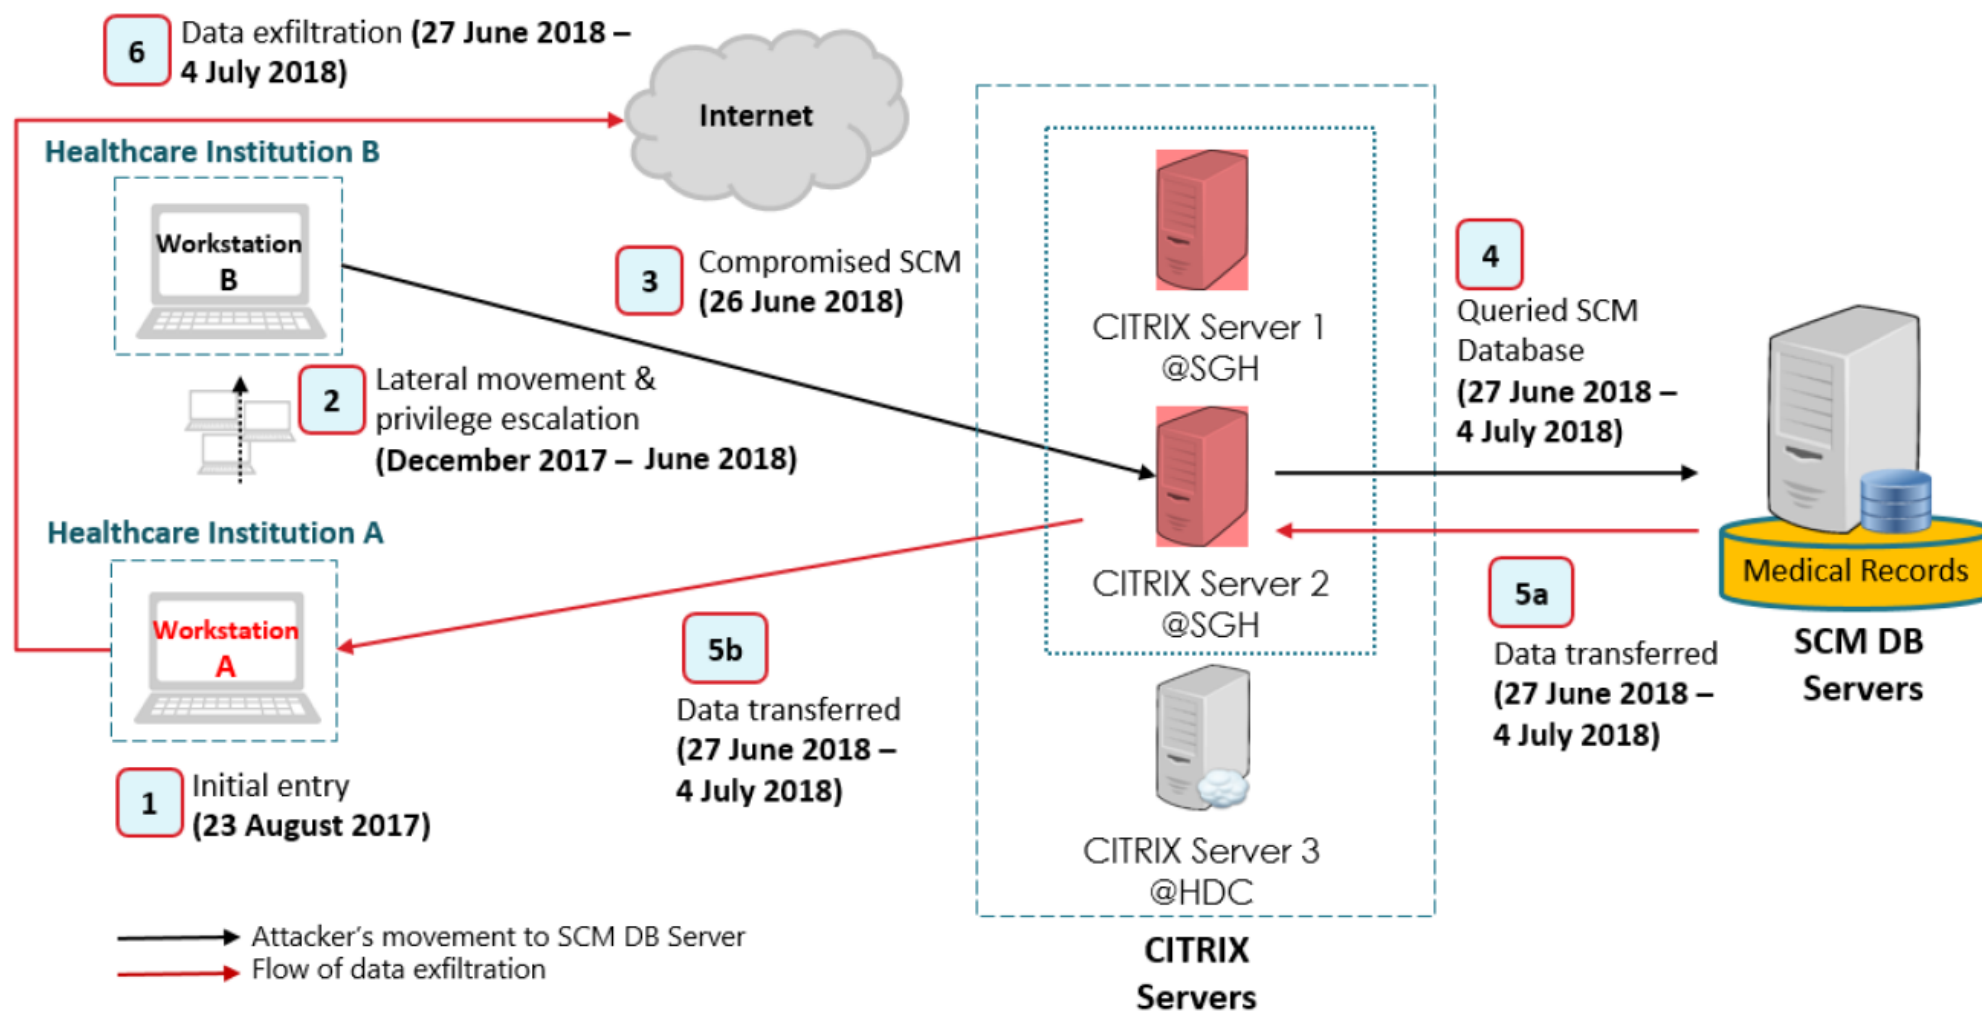 6
Data exfiltration (27 June 2018 –
4 July 2018)
Internet
Healthcare Institution B
Workstation
B
3
Compromised SCM
(26 June 2018)
2
Lateral movement &
privilege escalation
(December 2017 – June 2018)
Healthcare Institution A
Workstation
A
1
Initial entry
(23 August 2017)
CITRIX Server 1
@SGH
CITRIX Server 2
@SGH
CITRIX Server 3
@HDC
CITRIX
Servers
4
Queried SCM
Database
(27 June 2018 –
4 July 2018)
5a
Data transferred
(27 June 2018 –
4 July 2018)
Medical Records
SCM DB
Servers
5b
Data transferred
(27 June 2018 –
4 July 2018)
Attacker's movement to SCM DB Server
Flow of data exfiltration